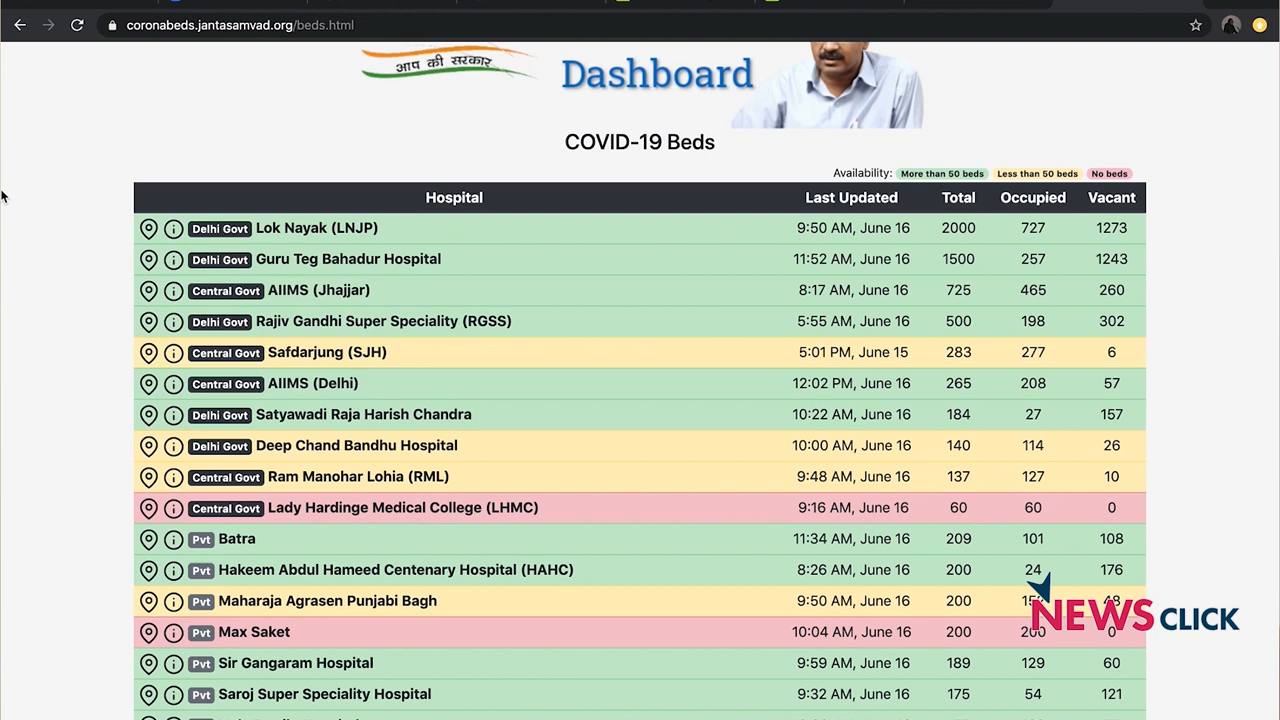 coronabeds.jantasamvad.org/beds.html
आप की सरकार
Dashboard
COVID-19 Beds
Availability: More than 50 beds Less than 50 beds No beds
Hospital Last Updated Total Occupied Vacant
Delhi Govt Lok Nayak (LNJP) 9:50 AM, June 16 2000 727 1273
Delhi Govt Guru Teg Bahadur Hospital 11:52 AM, June 16 1500 257 1243
Central Govt AIIMS (Jhajjar) 8:17 AM, June 16 725 465 260
Delhi Govt Rajiv Gandhi Super Speciality (RGSS) 5:55 AM, June 16 500 198 302
Central Govt Safdarjung (SJH) 5:01 PM, June 15 283 277 6
Central Govt AIIMS (Delhi) 12:02 PM, June 16 265 208 57
Delhi Govt Satyawadi Raja Harish Chandra 10:22 AM, June 16 184 27 157
Delhi Govt Deep Chand Bandhu Hospital 10:00 AM, June 16 140 114 26
Central Govt Ram Manohar Lohia (RML) 9:48 AM, June 16 137 127 10
Central Govt Lady Hardinge Medical College (LHMC) 9:16 AM, June 16 60 60 0
Pvt Batra 11:34 AM, June 16 209 101 108
Pvt Hakeem Abdul Hameed Centenary Hospital (HAHC) 8:26 AM, June 16 200 24 176
Pvt Maharaja Agrasen Punjabi Bagh 9:50 AM, June 16 200
NEWS CLICK
Pvt Max Saket 10:04 AM, June 16 200 200 0
Pvt Sir Gangaram Hospital 9:59 AM, June 16 189 129 60
Pvt Saroj Super Speciality Hospital 9:32 AM, June 16 175 54 121